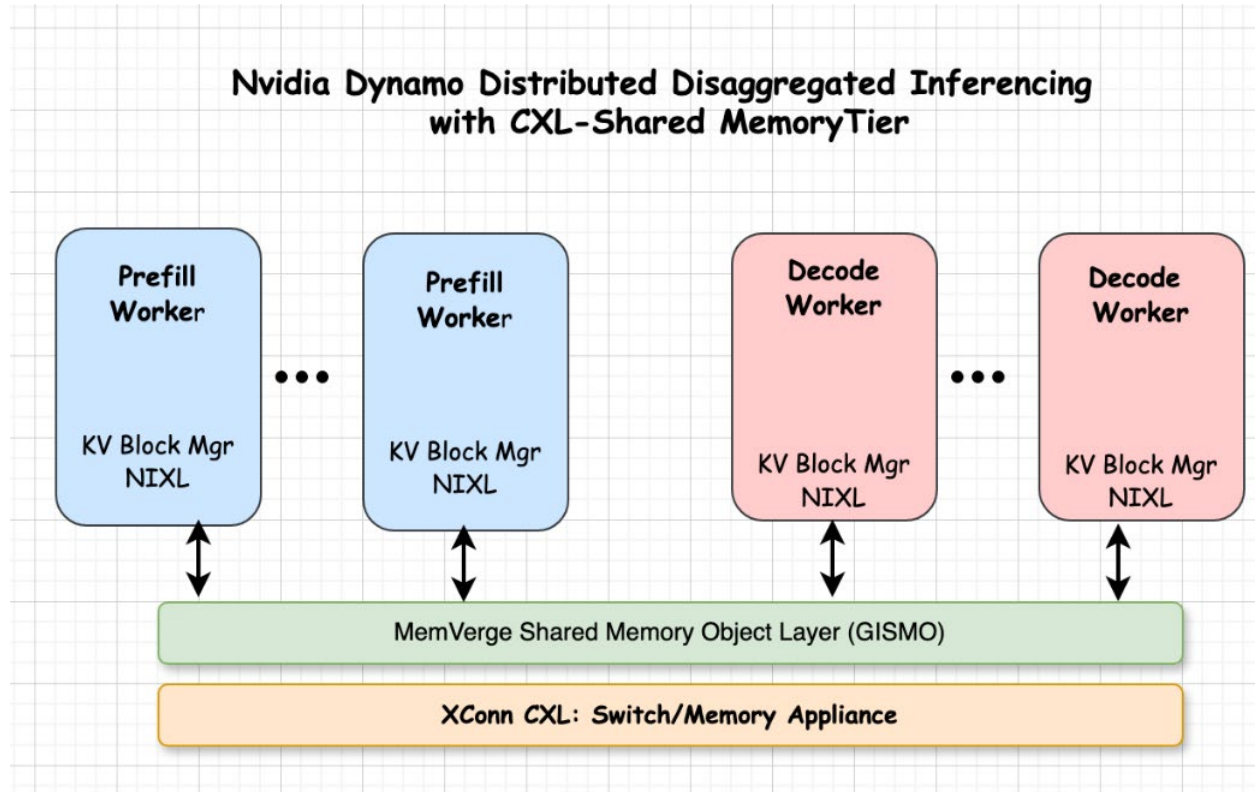 Nvidia Dynamo Distributed Disaggregated Inferencing
with CXL-Shared MemoryTier
Prefill
Worker
KV Block Mgr
NIXL
Prefill
Worker
KV Block Mgr
NIXL
Decode
Worker
KV Block Mgr
NIXL
Decode
Worker
KV Block Mgr
NIXL
MemVerge Shared Memory Object Layer (GISMO)
XConn CXL: Switch/Memory Appliance